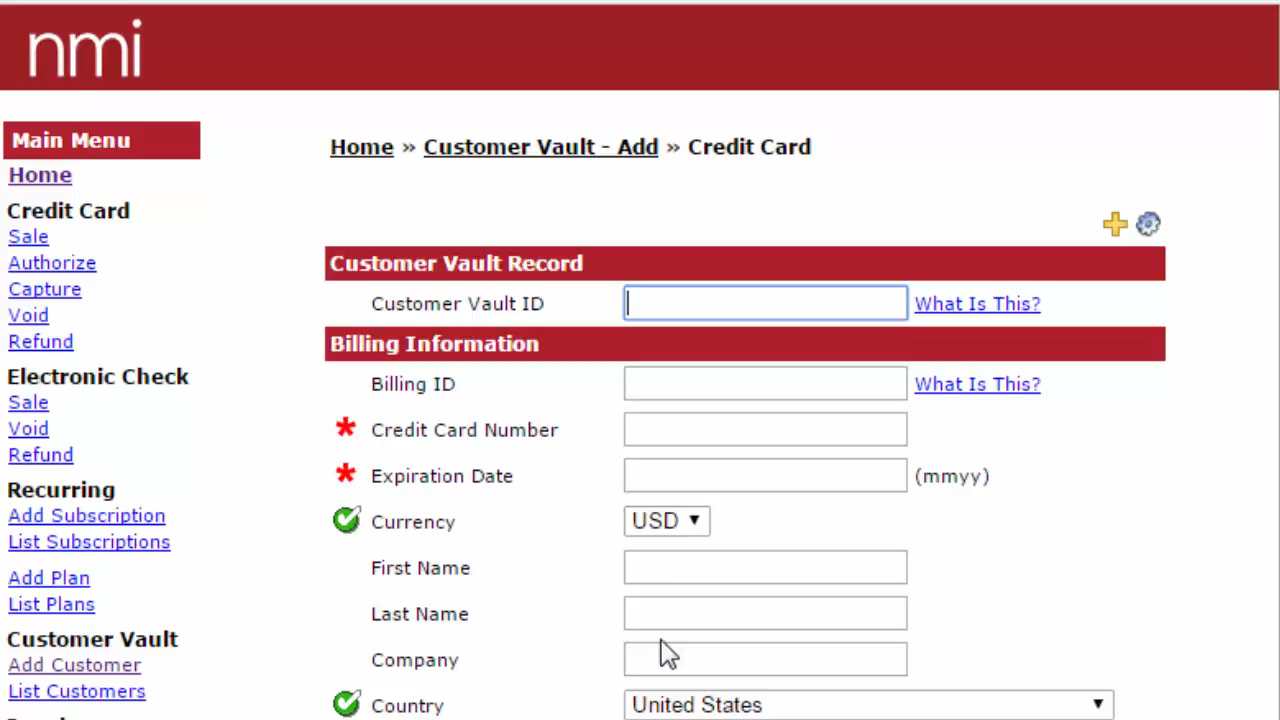 nmi
Main Menu
Home
Credit Card
Sale
Authorize
Capture
Void
Refund
Electronic Check
Sale
Void
Refund
Recurring
Add Subscription
List Subscriptions
Add Plan
List Plans
Customer Vault
Add Customer
List Customers
Home » Customer Vault - Add » Credit Card
Customer Vault Record
Customer Vault ID What Is This?
Billing Information
Billing ID What Is This?
* Credit Card Number
* Expiration Date (mmyy)
Currency USD
First Name
Last Name
Company
Country United States